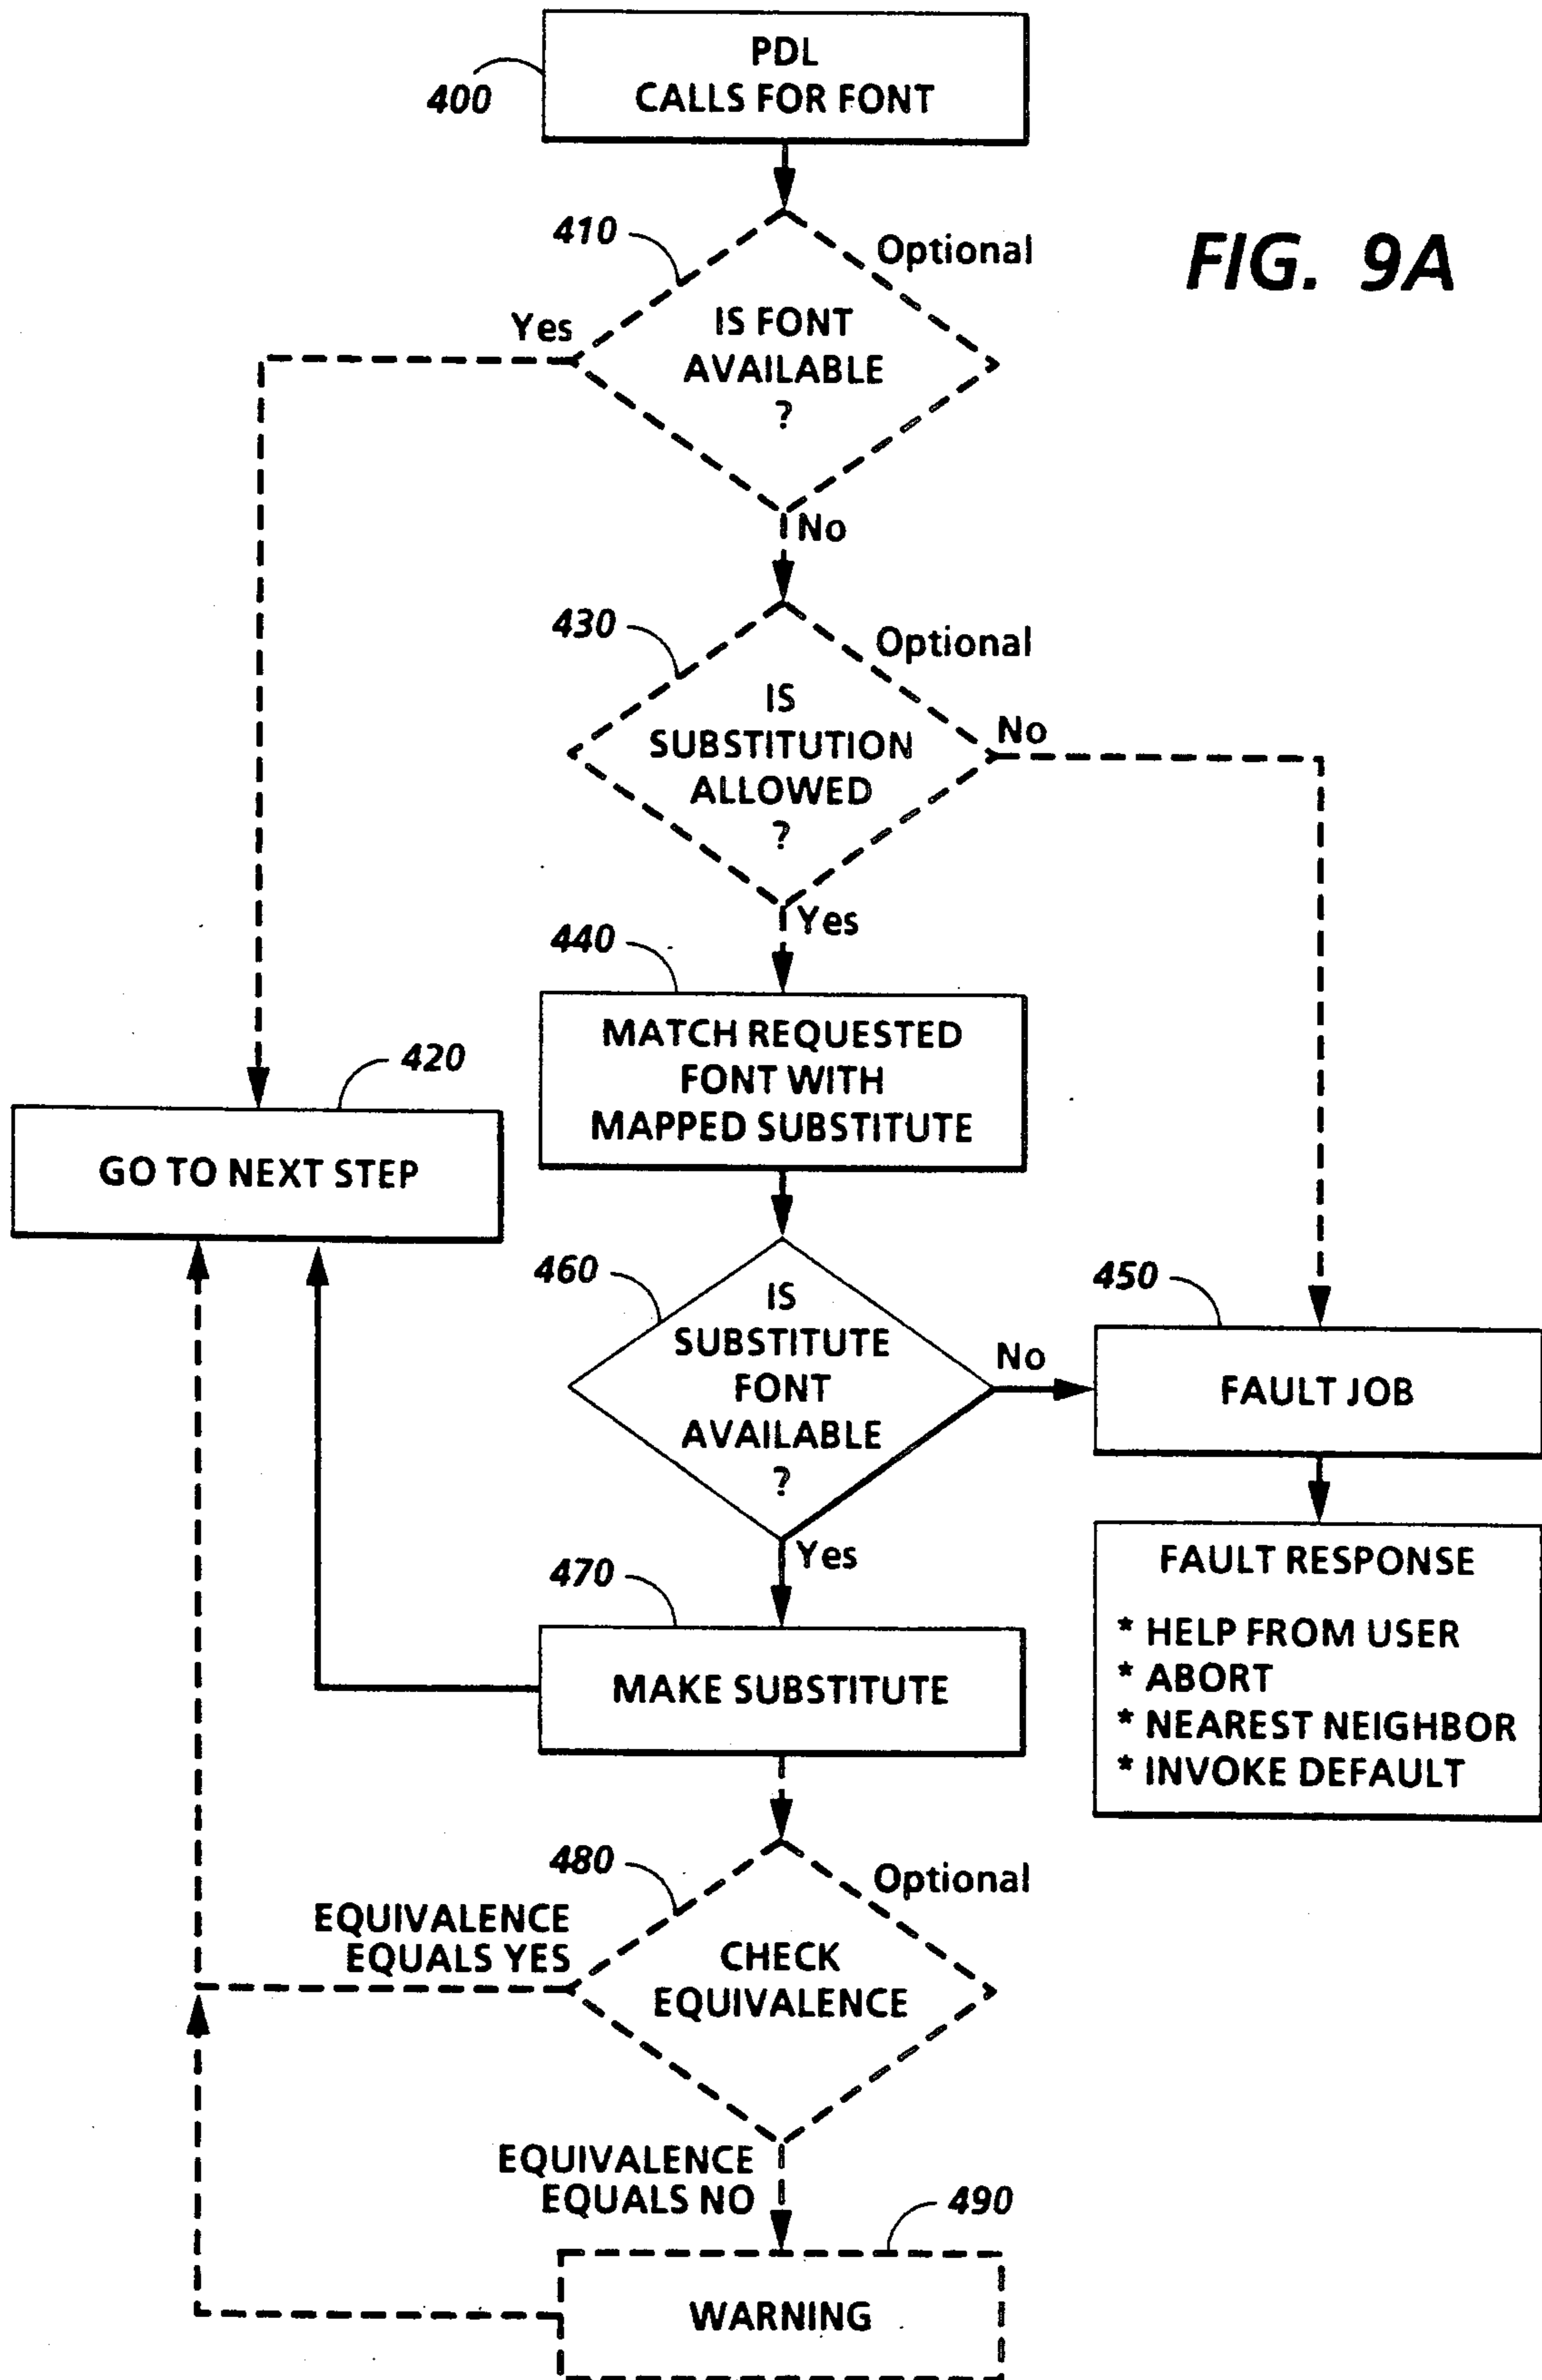 PDL
CALLS FOR FONT
400
FIG. 9A
410
Optional
Yes
IS FONT
AVAILABLE
?
No
430
Optional
IS
SUBSTITUTION
ALLOWED
?
No
Yes
440
MATCH REQUESTED
FONT WITH
MAPPED SUBSTITUTE
420
GO TO NEXT STEP
460
IS
SUBSTITUTE
FONT
AVAILABLE
?
No
450
FAULT JOB
Yes
470
MAKE SUBSTITUTE
FAULT RESPONSE
* HELP FROM USER
* ABORT
* NEAREST NEIGHBOR
* INVOKE DEFAULT
480
Optional
EQUIVALENCE
EQUALS YES
CHECK
EQUIVALENCE
EQUIVALENCE
EQUALS NO
490
WARNING